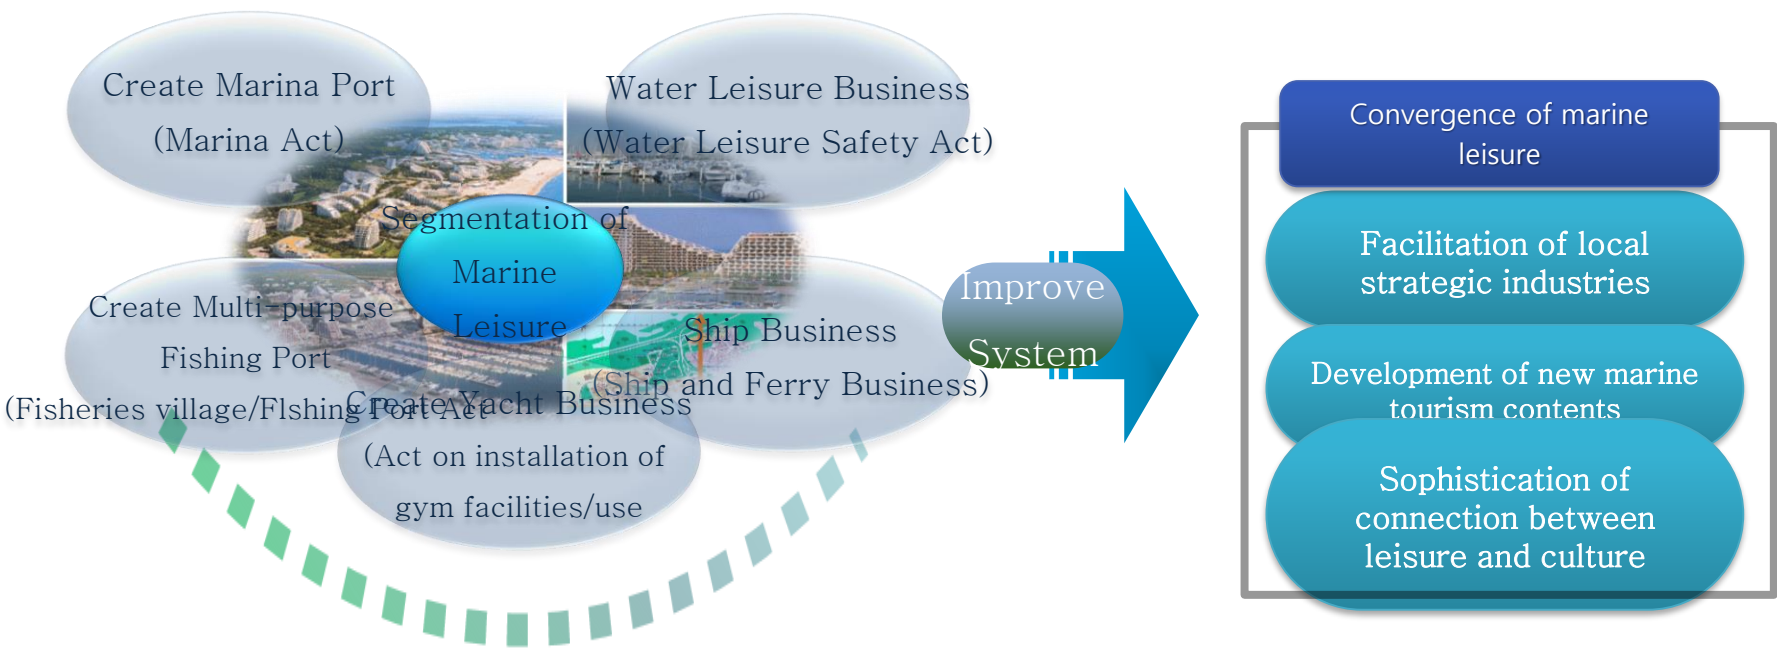 Create Marina Port
(Marina Act)
Water Leisure Business
(Water Leisure Safety Act)
Segmentation of
Marine
Leisure
Create Multi-purpose
Fishing Port
(Fisheries village/FIshing Port Act
Ship Business
(Ship and Ferry Business)
Create Yacht Business
(Act on installation of
gym facilities/use
Improve
System
Convergence of marine
leisure
Facilitation of local
strategic industries
Development of new marine
tourism contents
Sophistication of
connection between
leisure and culture